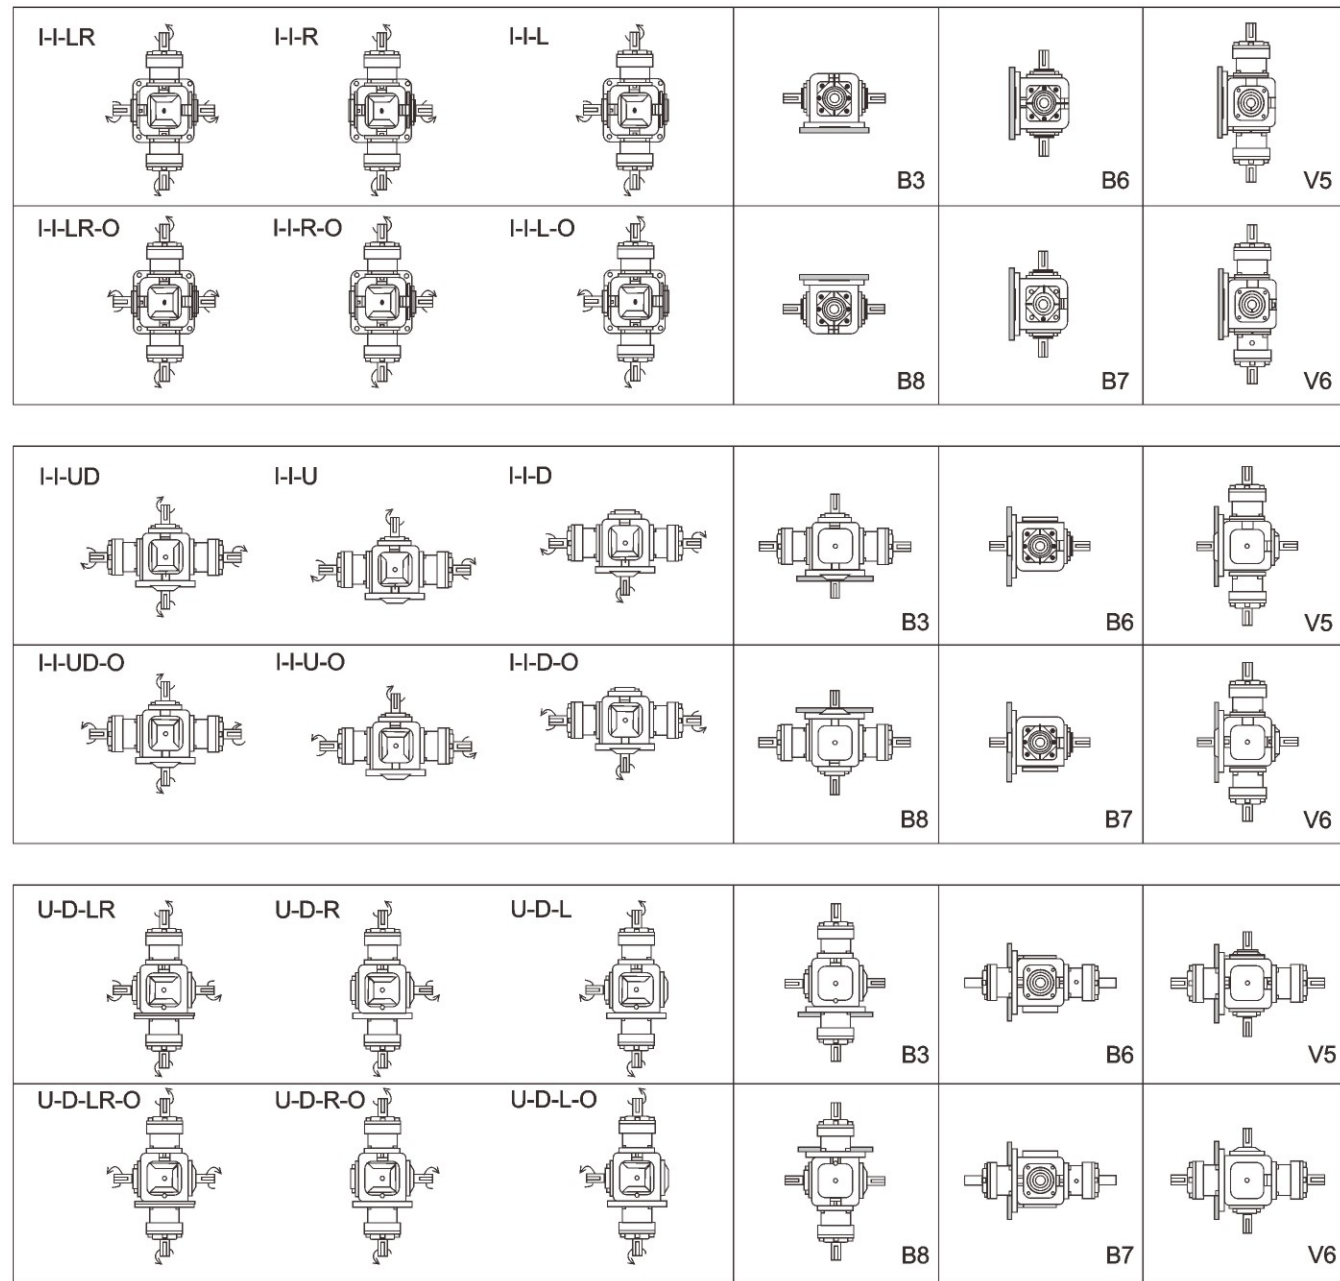 I-I-LR I-I-R I-I-L
B3 B6 V5
I-I-LR-O I-I-R-O I-I-L-O
B8 B7 V6
I-I-UD I-I-U I-I-D
B3 B6 V5
I-I-UD-O I-I-U-O I-I-D-O
B8 B7 V6
U-D-LR U-D-R U-D-L
B3 B6 V5
U-D-LR-O U-D-R-O U-D-L-O
B8 B7 V6